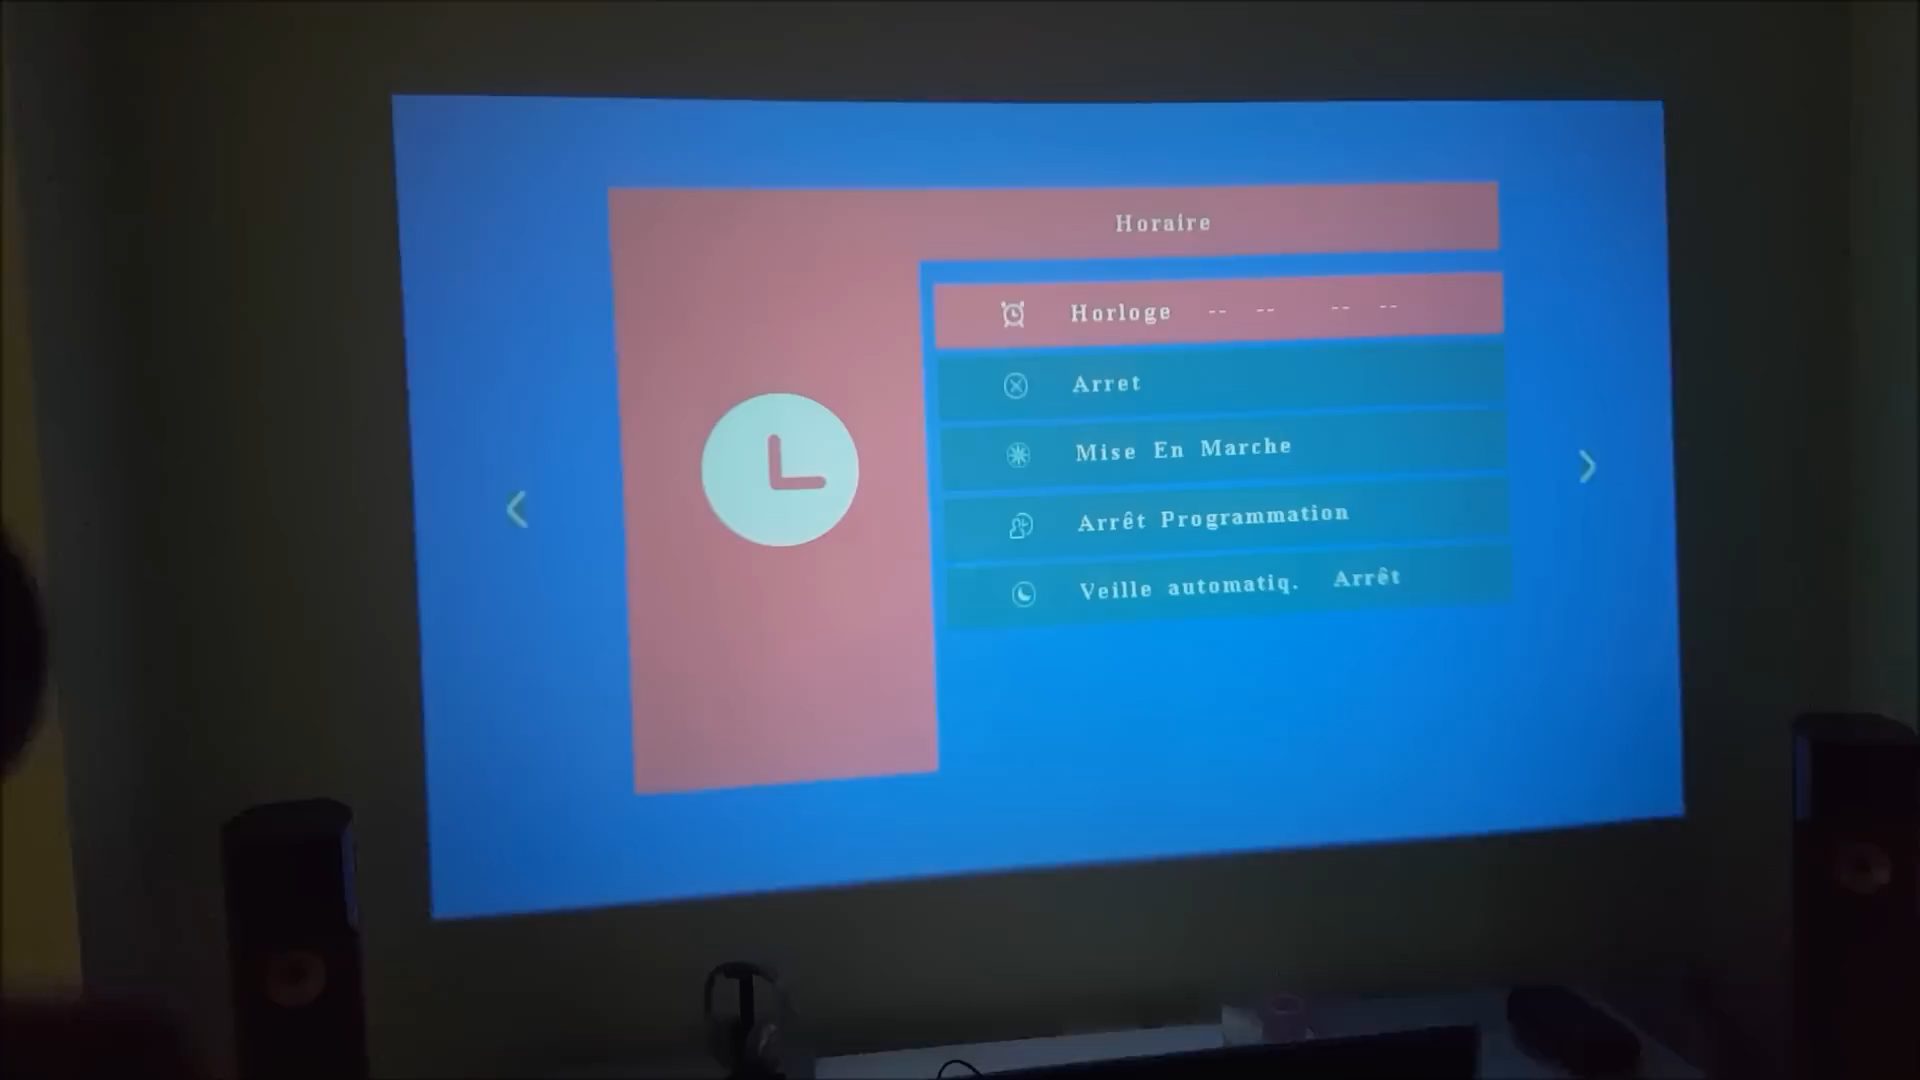 Horaire
Horloge -- -- -- --
Arret
Mise En Marche
Arrêt Programmation
Veille automatiq. Arrêt